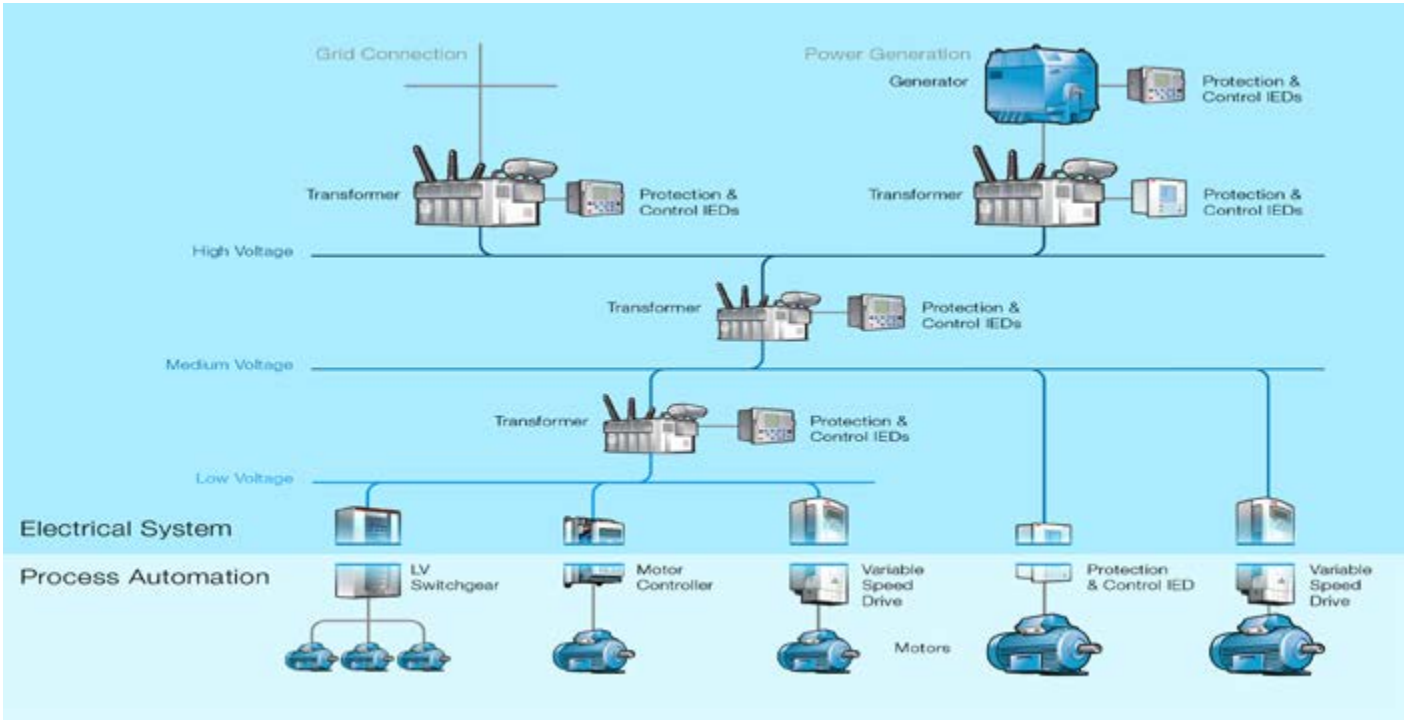 Grid Connection
Power Generation
Generator
Protection &
Control IEDs
Transformer
Protection &
Control IEDs
Transformer
Protection &
Control IEDs
High Voltage
Transformer
Protection &
Control IEDs
Medium Voltage
Transformer
Protection &
Control IEDs
Low Voltage
Electrical System
Process Automation
LV
Switchgear
Motor
Controller
Variable
Speed
Drive
Protection
& Control IED
Variable
Speed
Drive
Motors